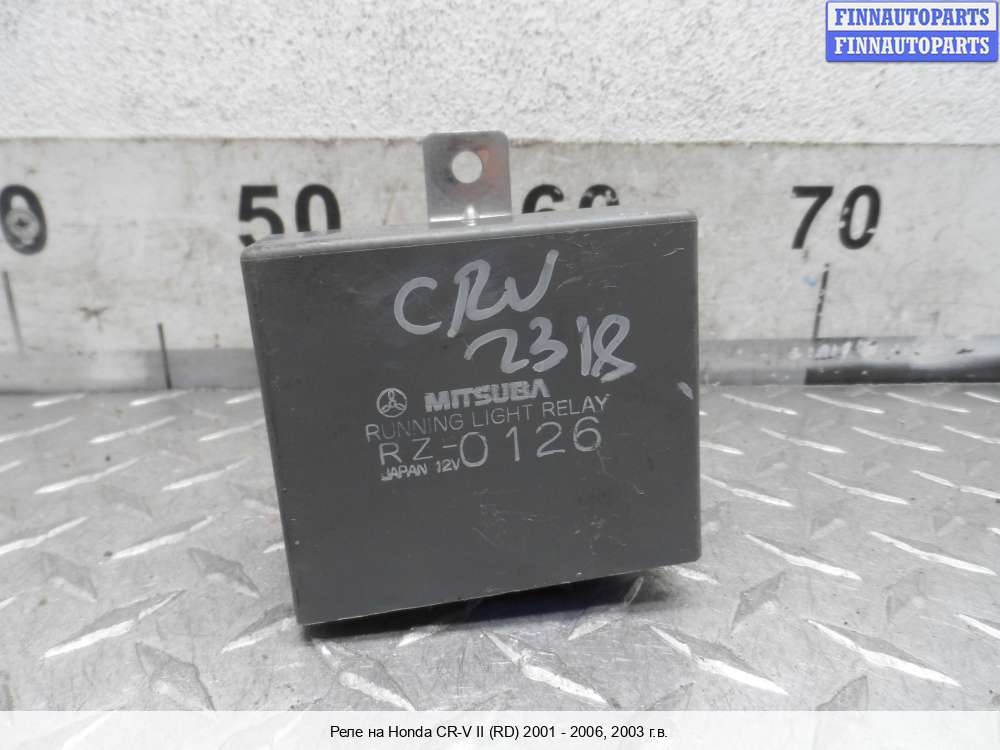 FINNAUTOPARTS
FINNAUTOPARTS
50
60
70
CRV
2318
MITSUBA
RUNNING LIGHT RELAY
RZ-0126
JAPAN 12V
Реле на Honda CR-V II (RD) 2001 - 2006, 2003 г.в.